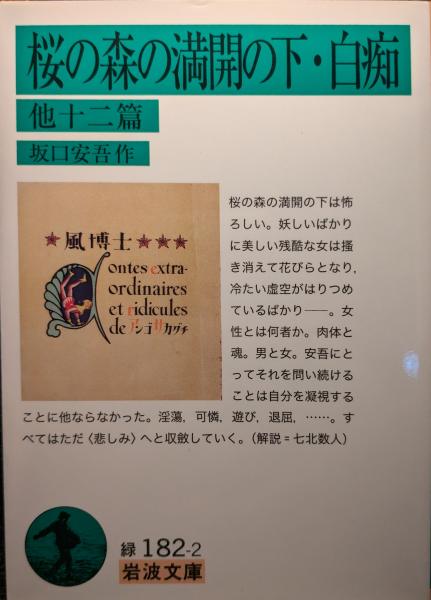 桜の森の満開の下・白痴
他十二篇
坂口安吾作
★風博士★★★
Contes extra-
ordinaires
et ridicules
de アンゴサカグチ
桜の森の満開の下は怖
ろしい。妖しいばかり
に美しい残酷な女は搔
き消えて花びらとなり,
冷たい虚空がはりつめ
ているばかり――。女
性とは何者か。肉体と
魂。男と女。安吾にと
ってそれを問い続ける
ことは自分を凝視する
ことに他ならなかった。淫蕩,可憐,遊び,退屈,……。す
べてはただ〈悲しみ〉へと収斂していく。(解説=七北数人)
緑182-2
岩波文庫